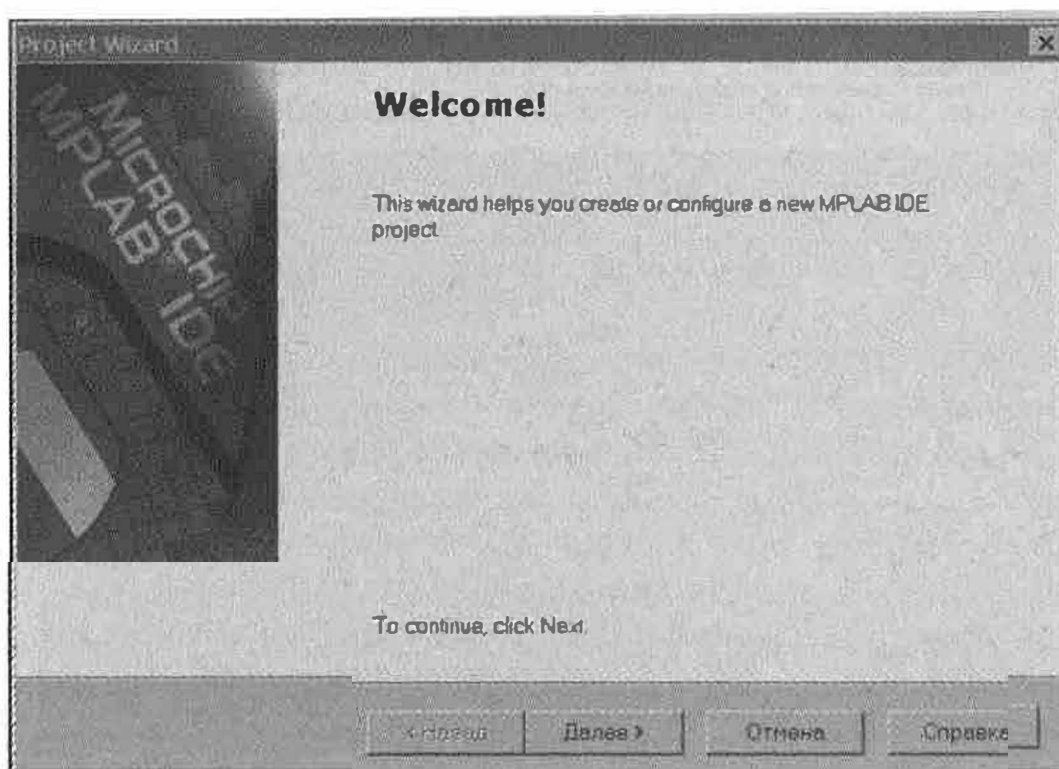 Project Wizard
MICROCHIP
MPLAB IDE
Welcome!
This wizard helps you create or configure a new MPLAB IDE
project
To continue, click Next.
< Назад Далее > Отмена Справка